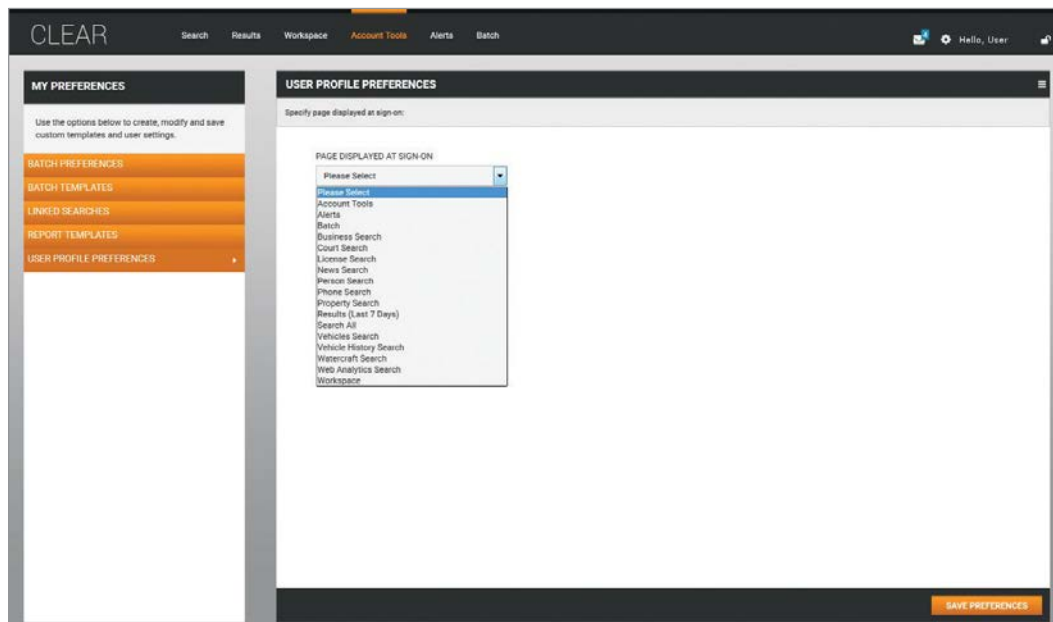 CLEAR
Search Results Workspace Account Tools Alerts Batch
Hello, User
MY PREFERENCES
Use the options below to create, modify and save
custom templates and user settings.
BATCH PREFERENCES
BATCH TEMPLATES
LINKED SEARCHES
REPORT TEMPLATES
USER PROFILE PREFERENCES
USER PROFILE PREFERENCES
Specify page displayed at sign-on:
PAGE DISPLAYED AT SIGN-ON
Please Select
Please Select
Account Tools
Alerts
Batch
Business Search
Court Search
License Search
News Search
Person Search
Phone Search
Property Search
Results (Last 7 Days)
Search All
Vehicles Search
Vehicle History Search
Watercraft Search
Web Analytics Search
Workspace
SAVE PREFERENCES